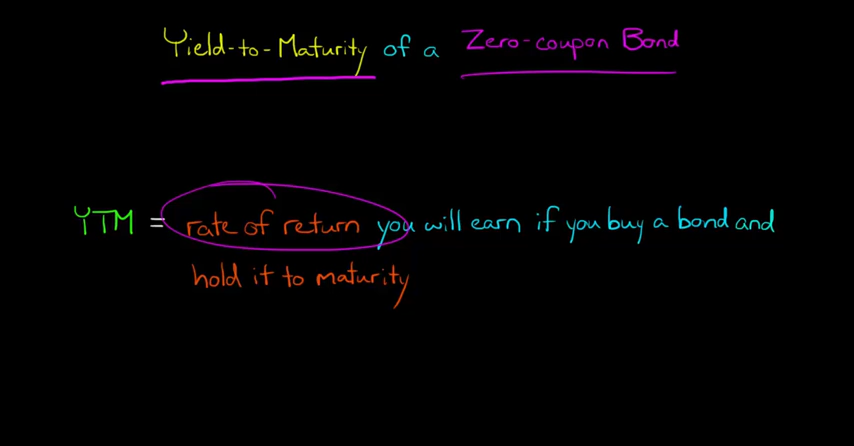 Yield-to-Maturity of a Zero-coupon Bond
YTM = rate of return you will earn if you buy a bond and
hold it to maturity